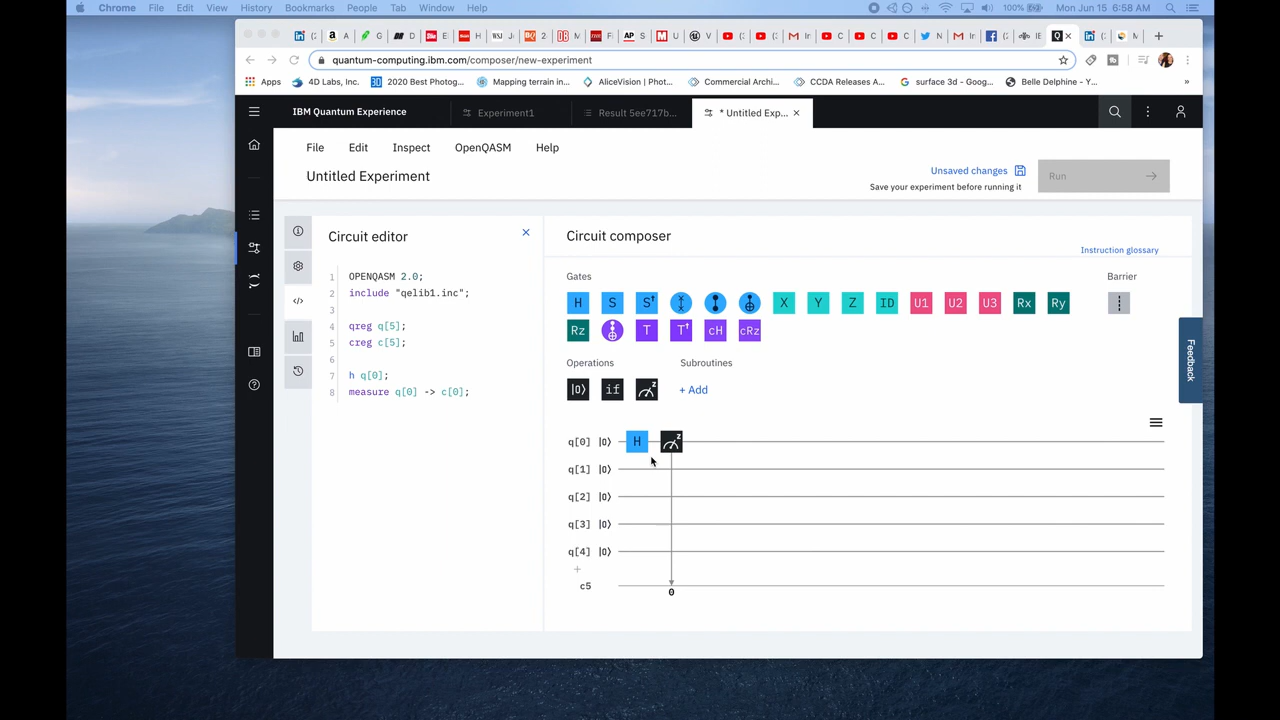 Chrome File Edit View History Bookmarks People Tab Window Help 100% Mon Jun 15 6:58 AM
quantum-computing.ibm.com/composer/new-experiment
Apps 4D Labs, Inc. 2020 Best Photog... Mapping terrain in... AliceVision | Phot... Commercial Archi... CCDA Releases A... surface 3d - Goog... Belle Delphine - Y... »
IBM Quantum Experience Experiment1 Result 5ee717b... * Untitled Exp...
File Edit Inspect OpenQASM Help
Untitled Experiment
Unsaved changes
Save your experiment before running it
Run
Circuit editor
1 OPENQASM 2.0;
2 include "qelib1.inc";
3
4 qreg q[5];
5 creg c[5];
6
7 h q[0];
8 measure q[0] -> c[0];
Circuit composer
Instruction glossary
Gates
Barrier
H S S† X Y Z ID U1 U2 U3 Rx Ry
Rz T T† cH cRz
Operations Subroutines
|0⟩ if z + Add
q[0] |0⟩ H z
q[1] |0⟩
q[2] |0⟩
q[3] |0⟩
q[4] |0⟩
+
c5
0
Feedback